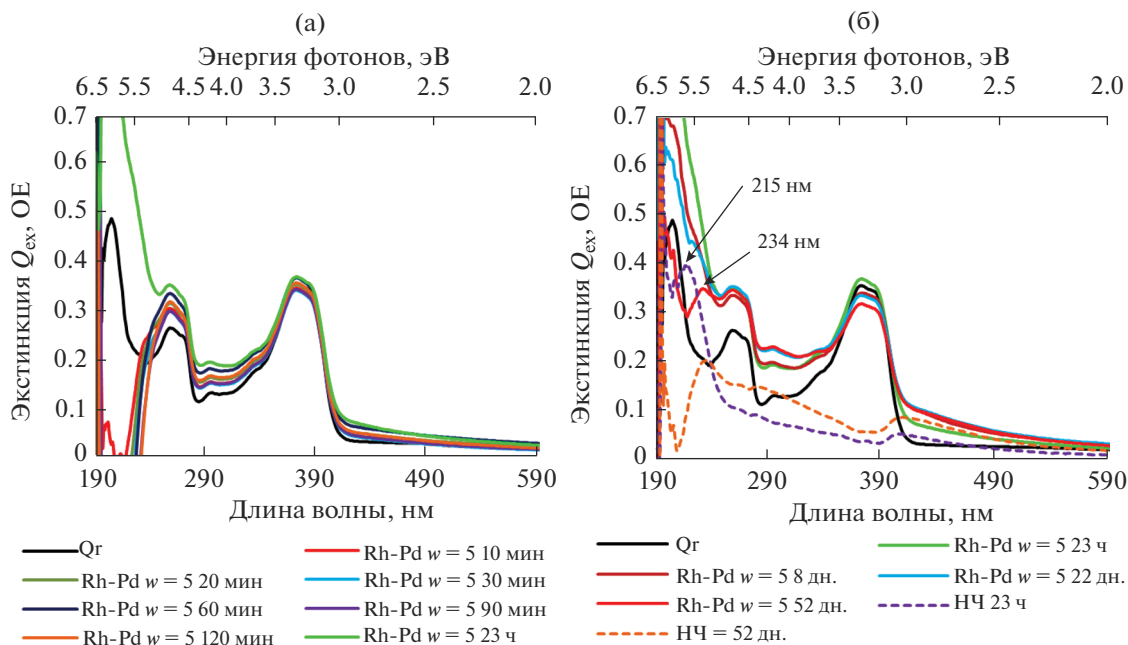 (а)
Энергия фотонов, эВ
6.5 5.5 4.5 4.0 3.5 3.0 2.5 2.0
0.7
0.6
0.5
0.4
0.3
0.2
0.1
0
Экстинкция Qex, ОЕ
190 290 390 490 590
Длина волны, нм
Qr
Rh-Pd w = 5 10 мин
Rh-Pd w = 5 20 мин
Rh-Pd w = 5 30 мин
Rh-Pd w = 5 60 мин
Rh-Pd w = 5 90 мин
Rh-Pd w = 5 120 мин
Rh-Pd w = 5 23 ч
(б)
Энергия фотонов, эВ
6.5 5.5 4.5 4.0 3.5 3.0 2.5 2.0
0.7
0.6
0.5
0.4
0.3
0.2
0.1
0
Экстинкция Qex, ОЕ
215 нм
234 нм
190 290 390 490 590
Длина волны, нм
Qr
Rh-Pd w = 5 23 ч
Rh-Pd w = 5 8 дн.
Rh-Pd w = 5 22 дн.
Rh-Pd w = 5 52 дн.
НЧ 23 ч
НЧ = 52 дн.